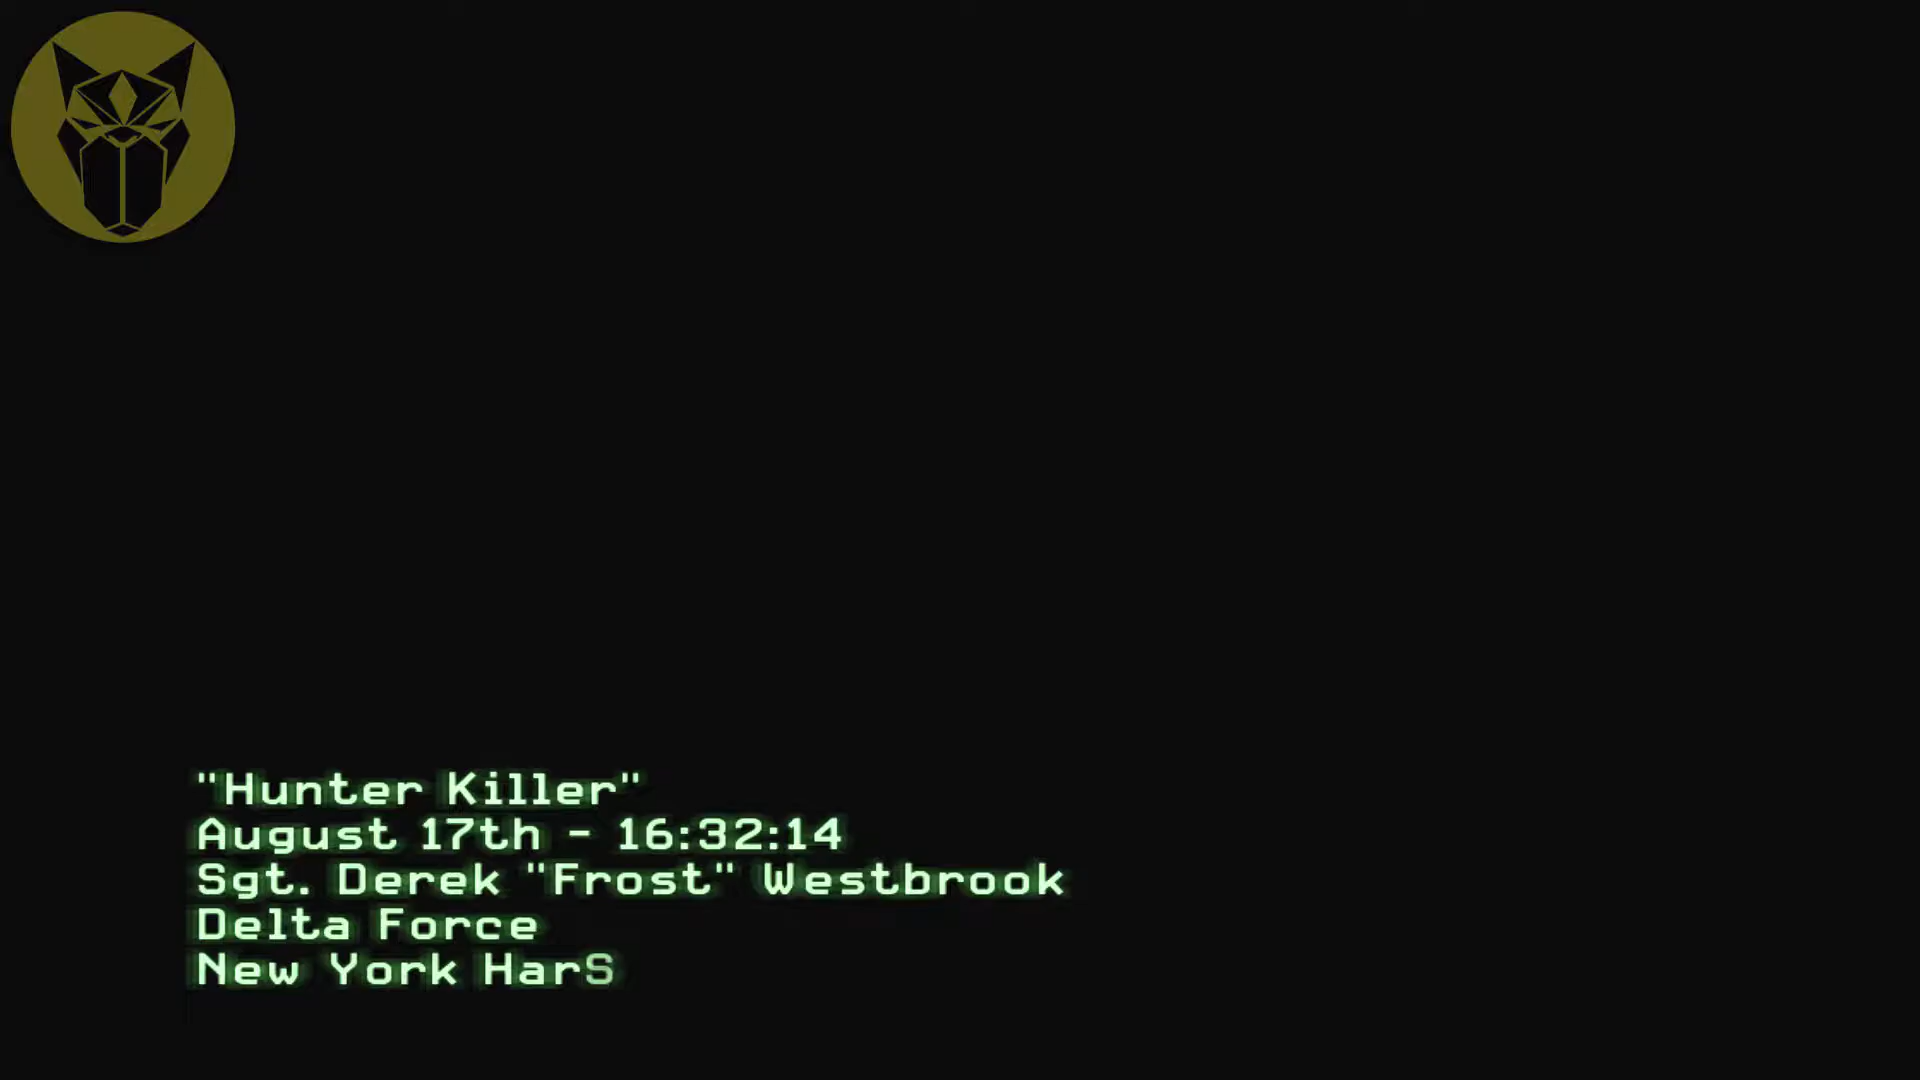 "Hunter Killer"
August 17th - 16:32:14
Sgt. Derek "Frost" Westbrook
Delta Force
New York HarS